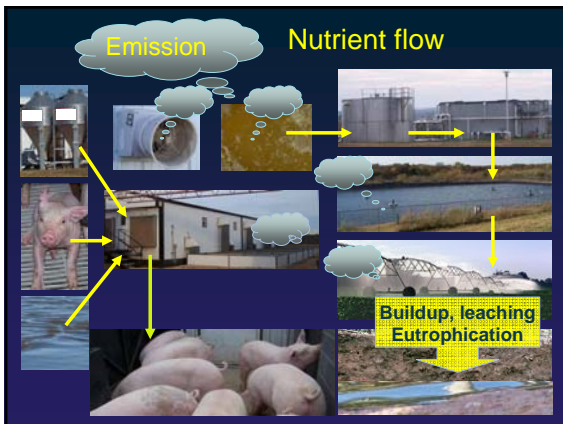 Emission
Nutrient flow
Buildup, leaching
Eutrophication